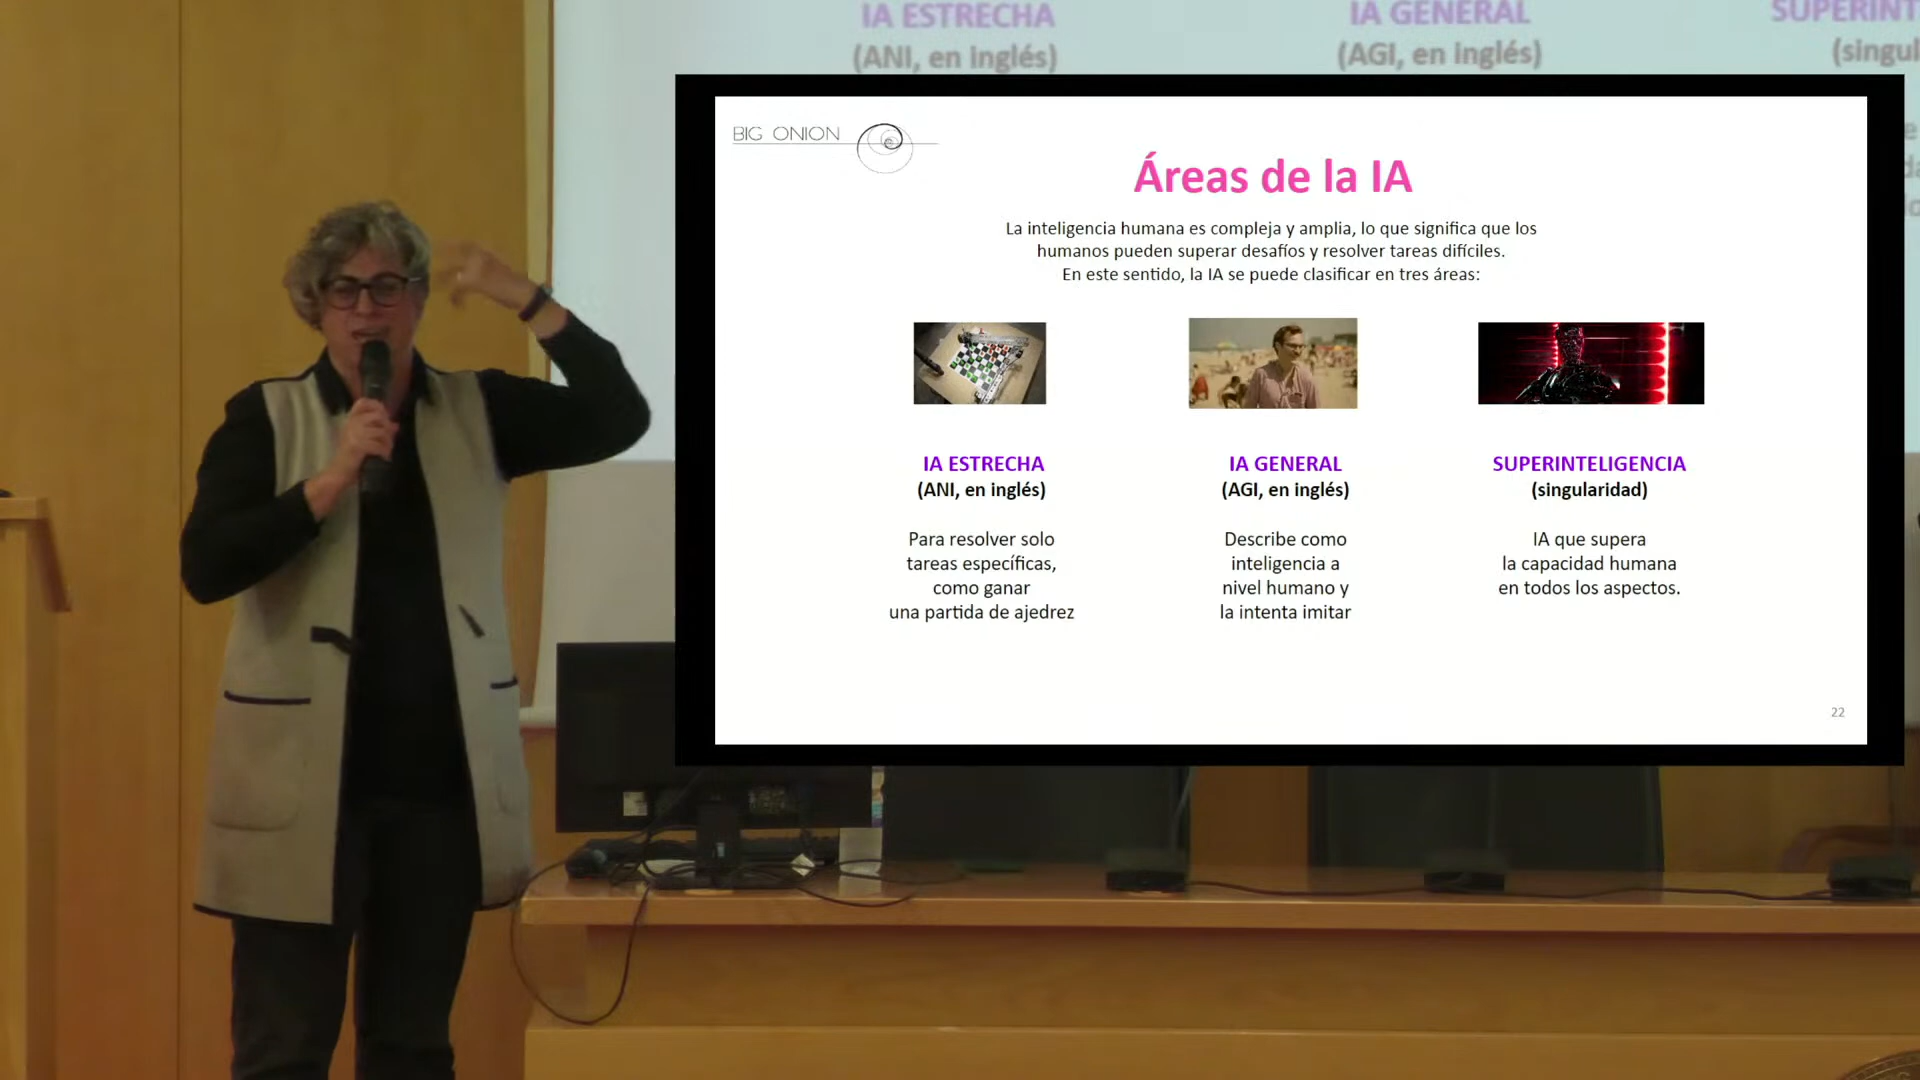 IA ESTRECHA
(ANI, en inglés)
IA GENERAL
(AGI, en inglés)
BIG ONION
Áreas de la IA
La inteligencia humana es compleja y amplia, lo que significa que los
humanos pueden superar desafíos y resolver tareas difíciles.
En este sentido, la IA se puede clasificar en tres áreas:
IA ESTRECHA
(ANI, en inglés)
Para resolver solo
tareas específicas,
como ganar
una partida de ajedrez
IA GENERAL
(AGI, en inglés)
Describe como
inteligencia a
nivel humano y
la intenta imitar
SUPERINTELIGENCIA
(singularidad)
IA que supera
la capacidad humana
en todos los aspectos.
22